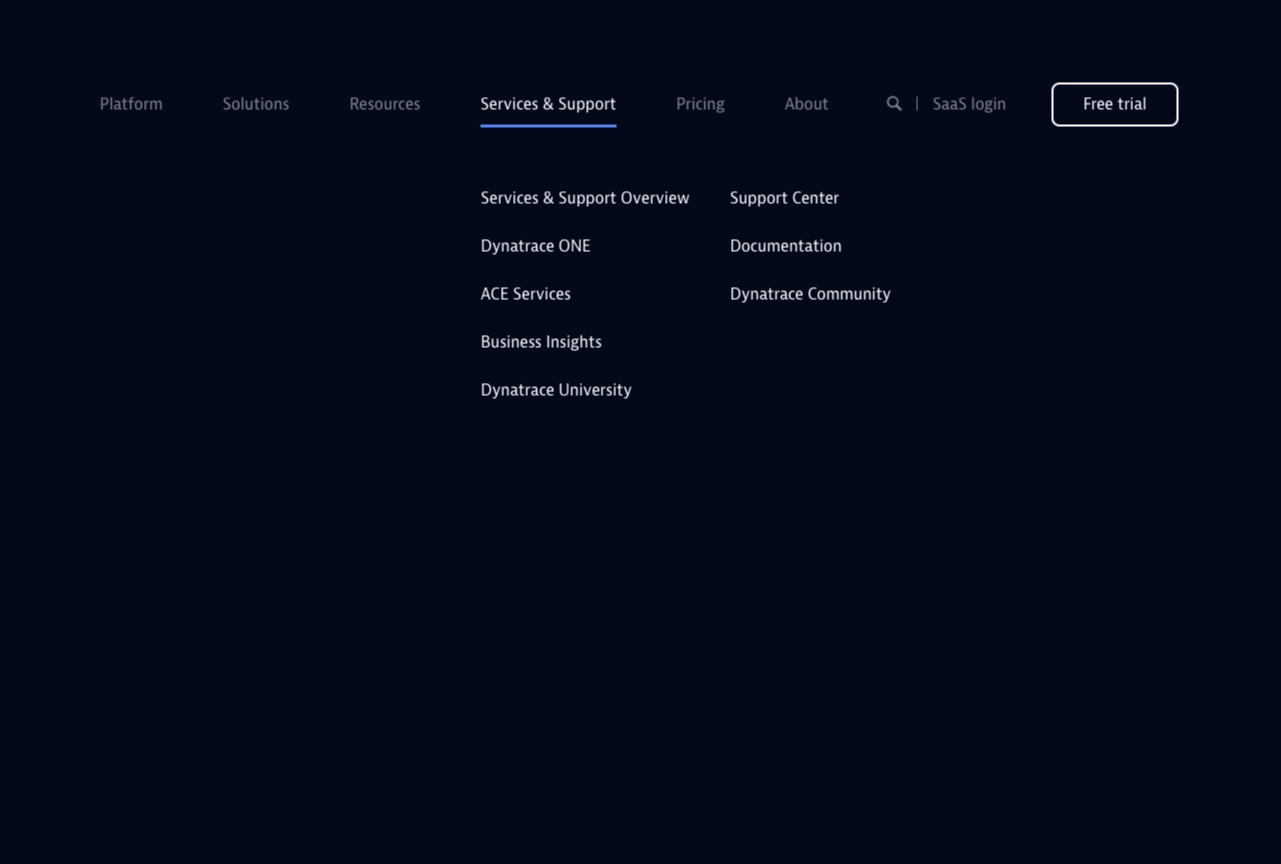 Platform Solutions Resources Services & Support Pricing About | SaaS login Free trial
Services & Support Overview Support Center
Dynatrace ONE Documentation
ACE Services Dynatrace Community
Business Insights
Dynatrace University